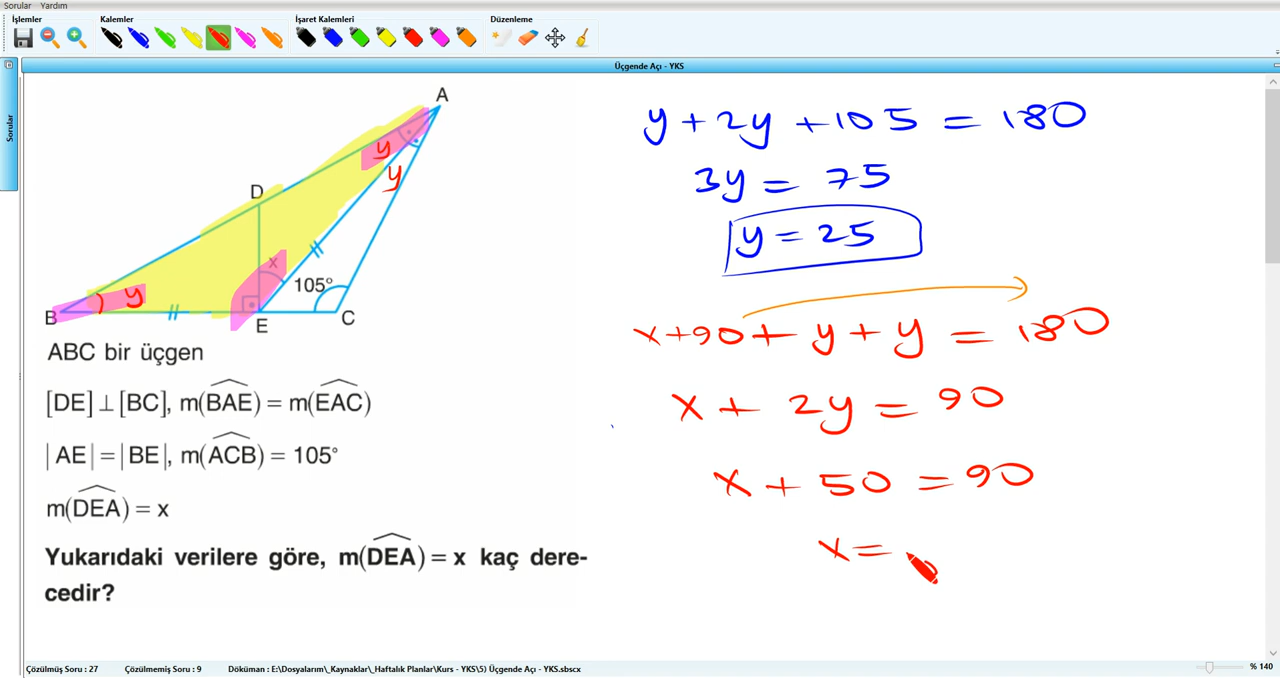 Sorular Yardım
İşlemler Kalemler İşaret Kalemleri Düzenleme
Üçgende Açı - YKS
Sorular
A
y
y
D
x
105°
B
y
E
C
ABC bir üçgen
[DE] ⊥ [BC], m(BAE) = m(EAC)
|AE| = |BE|, m(ACB) = 105°
m(DEA) = x
Yukarıdaki verilere göre, m(DEA) = x kaç dere-
cedir?
y + 2y + 105 = 180
3y = 75
y = 25
x + 90 + y + y = 180
x + 2y = 90
x + 50 = 90
x =
Çözülmüş Soru : 27 Çözülmemiş Soru : 9 Döküman : E:\Dosyalarım\_Kaynaklar\_Haftalık Planlar\Kurs - YKS\5) Üçgende Açı - YKS.sbscx % 140